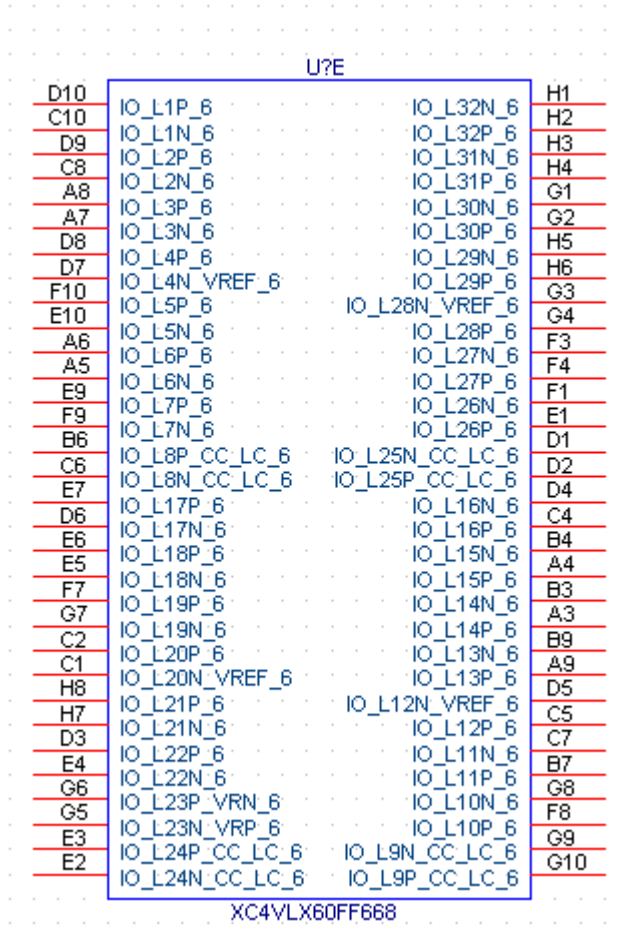 U?E
D10 IO_L1P_6 IO_L32N_6 H1
C10 IO_L1N_6 IO_L32P_6 H2
D9 IO_L2P_6 IO_L31N_6 H3
C8 IO_L2N_6 IO_L31P_6 H4
A8 IO_L3P_6 IO_L30N_6 G1
A7 IO_L3N_6 IO_L30P_6 G2
D8 IO_L4P_6 IO_L29N_6 H5
D7 IO_L4N_VREF_6 IO_L29P_6 H6
F10 IO_L5P_6 IO_L28N_VREF_6 G3
E10 IO_L5N_6 IO_L28P_6 G4
A6 IO_L6P_6 IO_L27N_6 F3
A5 IO_L6N_6 IO_L27P_6 F4
E9 IO_L7P_6 IO_L26N_6 F1
F9 IO_L7N_6 IO_L26P_6 E1
B6 IO_L8P_CC_LC_6 IO_L25N_CC_LC_6 D1
C6 IO_L8N_CC_LC_6 IO_L25P_CC_LC_6 D2
E7 IO_L17P_6 IO_L16N_6 D4
D6 IO_L17N_6 IO_L16P_6 C4
E6 IO_L18P_6 IO_L15N_6 B4
E5 IO_L18N_6 IO_L15P_6 A4
F7 IO_L19P_6 IO_L14N_6 B3
G7 IO_L19N_6 IO_L14P_6 A3
C2 IO_L20P_6 IO_L13N_6 B9
C1 IO_L20N_VREF_6 IO_L13P_6 A9
H8 IO_L21P_6 IO_L12N_VREF_6 D5
H7 IO_L21N_6 IO_L12P_6 C5
D3 IO_L22P_6 IO_L11N_6 C7
E4 IO_L22N_6 IO_L11P_6 B7
G6 IO_L23P_VRN_6 IO_L10N_6 G8
G5 IO_L23N_VRP_6 IO_L10P_6 F8
E3 IO_L24P_CC_LC_6 IO_L9N_CC_LC_6 G9
E2 IO_L24N_CC_LC_6 IO_L9P_CC_LC_6 G10
XC4VLX60FF668